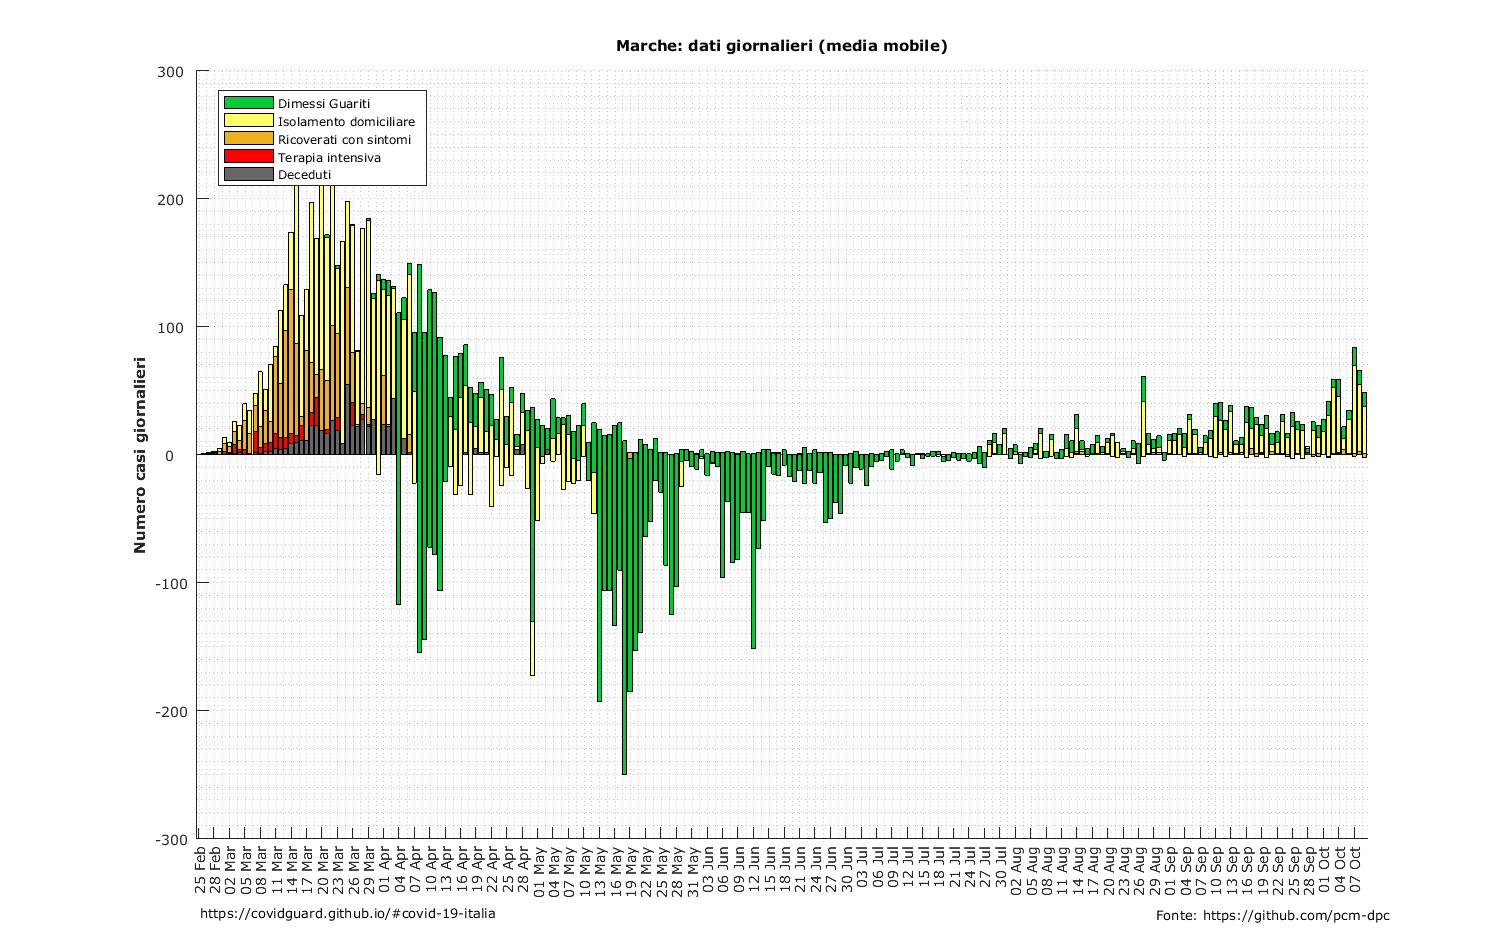 Marche: dati giornalieri (media mobile)
300
200
100
0
-100
-200
-300
Numero casi giornalieri
Dimessi Guariti
Isolamento domiciliare
Ricoverati con sintomi
Terapia intensiva
Deceduti
25 Feb
28 Feb
02 Mar
05 Mar
08 Mar
11 Mar
14 Mar
17 Mar
20 Mar
23 Mar
26 Mar
29 Mar
01 Apr
04 Apr
07 Apr
10 Apr
13 Apr
16 Apr
19 Apr
22 Apr
25 Apr
28 Apr
01 May
04 May
07 May
10 May
13 May
16 May
19 May
22 May
25 May
28 May
31 May
03 Jun
06 Jun
09 Jun
12 Jun
15 Jun
18 Jun
21 Jun
24 Jun
27 Jun
30 Jun
03 Jul
06 Jul
09 Jul
12 Jul
15 Jul
18 Jul
21 Jul
24 Jul
27 Jul
30 Jul
02 Aug
05 Aug
08 Aug
11 Aug
14 Aug
17 Aug
20 Aug
23 Aug
26 Aug
29 Aug
01 Sep
04 Sep
07 Sep
10 Sep
13 Sep
16 Sep
19 Sep
22 Sep
25 Sep
28 Sep
01 Oct
04 Oct
07 Oct
https://covidguard.github.io/#covid-19-italia
Fonte: https://github.com/pcm-dpc